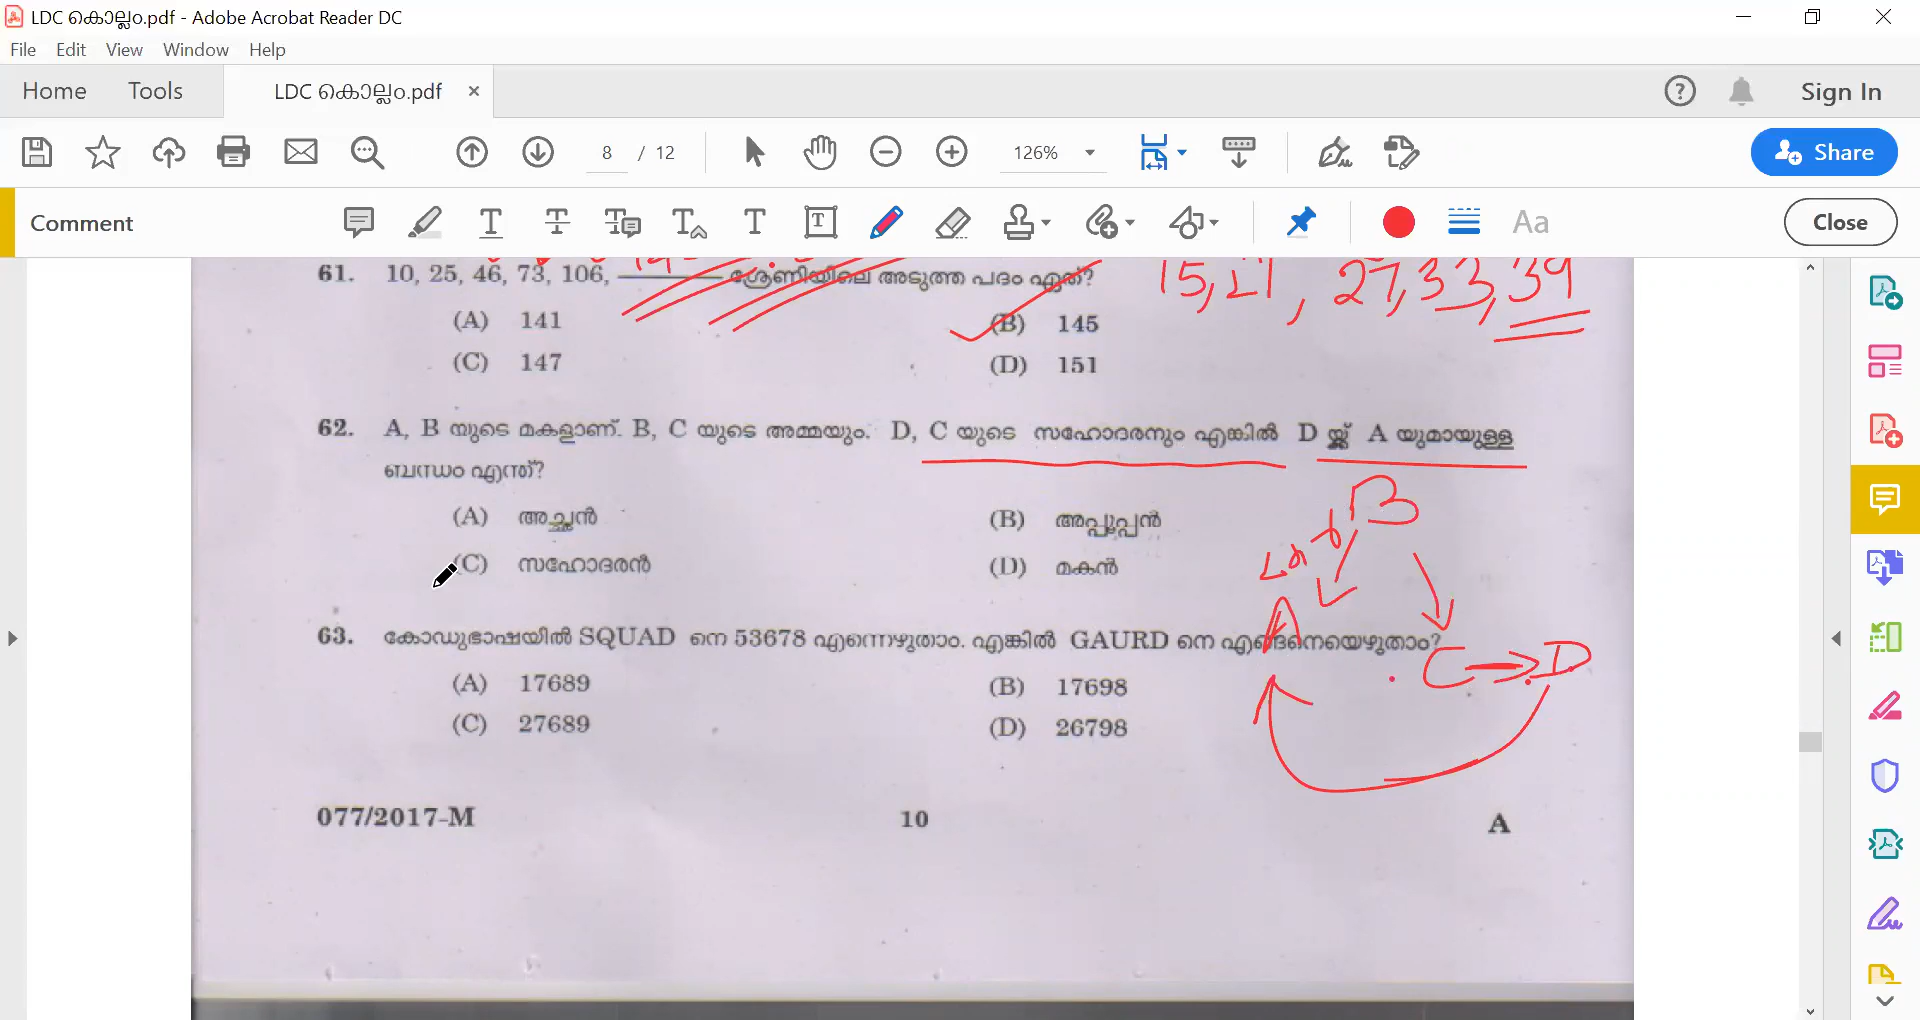 LDC കൊല്ലം.pdf - Adobe Acrobat Reader DC
File Edit View Window Help
Home Tools LDC കൊല്ലം.pdf × Sign In
8 / 12 126% Share
Comment Aa Close
61. 10, 25, 46, 73, 106, ———— ശ്രേണിയിലെ അടുത്ത പദം ഏത്?
15, 21, 27, 33, 39
(A) 141 (B) 145
(C) 147 (D) 151
62. A, B യുടെ മകളാണ്. B, C യുടെ അമ്മയും. D, C യുടെ സഹോദരനും എങ്കിൽ D യ്ക്ക് A യുമായുള്ള
ബന്ധം എന്ത്?
B
(A) അച്ഛൻ (B) അപ്പൂപ്പൻ
(C) സഹോദരൻ (D) മകൻ
A
63. കോഡുഭാഷയിൽ SQUAD നെ 53678 എന്നെഴുതാം. എങ്കിൽ GAURD നെ എങ്ങനെയെഴുതാം?
C D
(A) 17689 (B) 17698
(C) 27689 (D) 26798
077/2017-M 10 A